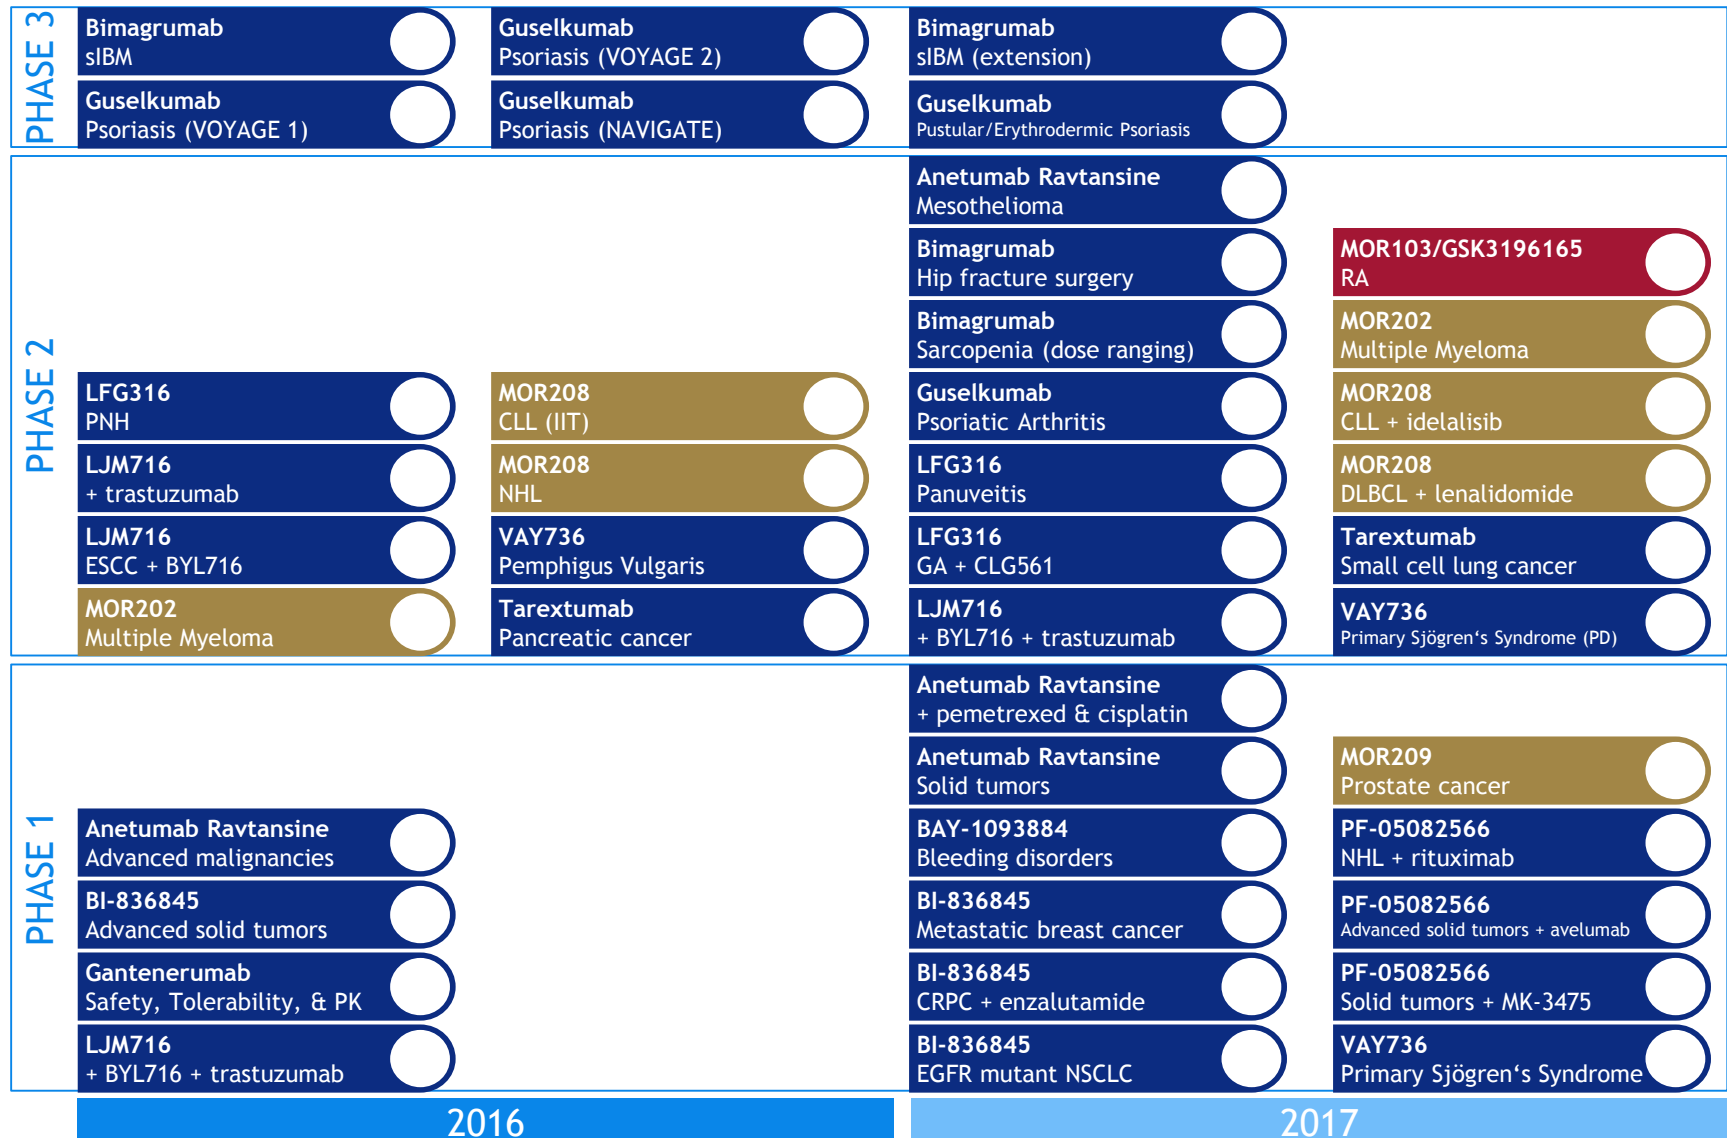 PHASE 3
Bimagrumab
sIBM
Guselkumab
Psoriasis (VOYAGE 1)
Guselkumab
Psoriasis (VOYAGE 2)
Guselkumab
Psoriasis (NAVIGATE)
Bimagrumab
sIBM (extension)
Guselkumab
Pustular/Erythrodermic Psoriasis
PHASE 2
LFG316
PNH
LJM716
+ trastuzumab
LJM716
ESCC + BYL716
MOR202
Multiple Myeloma
MOR208
CLL (IIT)
MOR208
NHL
VAY736
Pemphigus Vulgaris
Tarextumab
Pancreatic cancer
Anetumab Ravtansine
Mesothelioma
Bimagrumab
Hip fracture surgery
Bimagrumab
Sarcopenia (dose ranging)
Guselkumab
Psoriatic Arthritis
LFG316
Panuveitis
LFG316
GA + CLG561
LJM716
+ BYL716 + trastuzumab
MOR103/GSK3196165
RA
MOR202
Multiple Myeloma
MOR208
CLL + idelalisib
MOR208
DLBCL + lenalidomide
Tarextumab
Small cell lung cancer
VAY736
Primary Sjögren‘s Syndrome (PD)
PHASE 1
Anetumab Ravtansine
Advanced malignancies
BI-836845
Advanced solid tumors
Gantenerumab
Safety, Tolerability, & PK
LJM716
+ BYL716 + trastuzumab
Anetumab Ravtansine
+ pemetrexed & cisplatin
Anetumab Ravtansine
Solid tumors
BAY-1093884
Bleeding disorders
BI-836845
Metastatic breast cancer
BI-836845
CRPC + enzalutamide
BI-836845
EGFR mutant NSCLC
MOR209
Prostate cancer
PF-05082566
NHL + rituximab
PF-05082566
Advanced solid tumors + avelumab
PF-05082566
Solid tumors + MK-3475
VAY736
Primary Sjögren‘s Syndrome
2016
2017